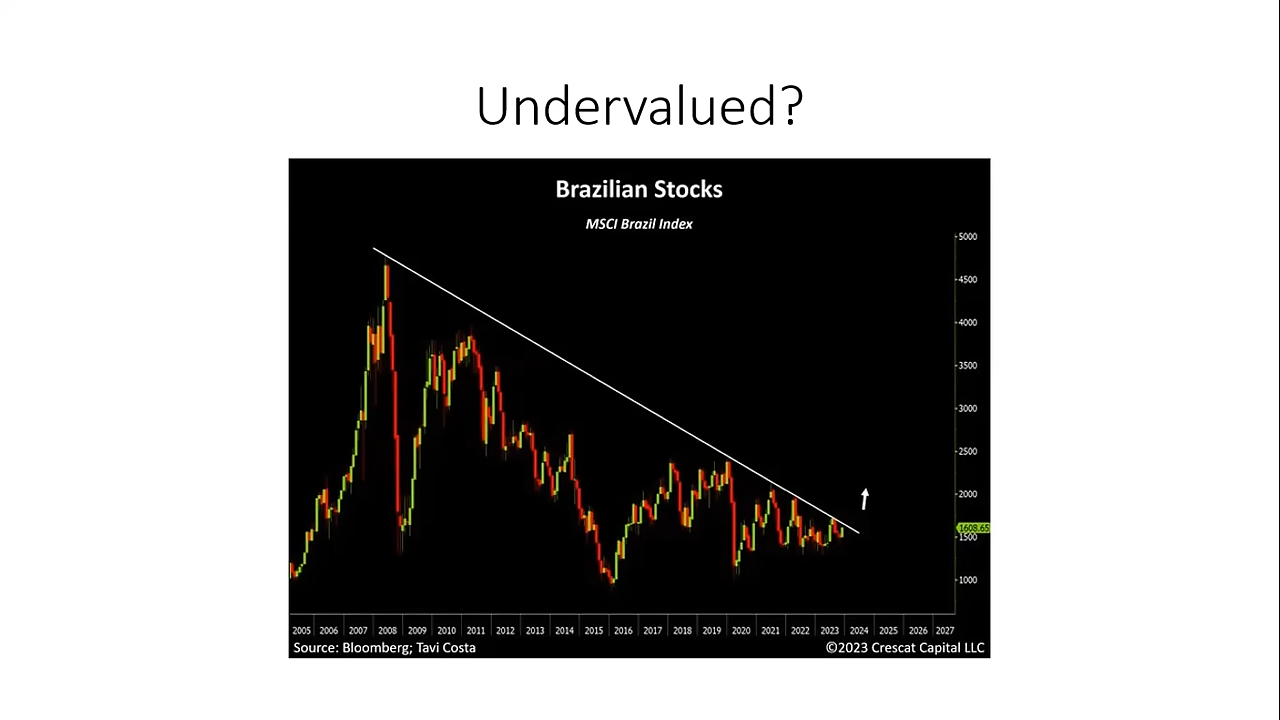 Undervalued?
Brazilian Stocks
MSCI Brazil Index
5000
4500
4000
3500
3000
2500
2000
1608.65
1500
1000
2005 2006 2007 2008 2009 2010 2011 2012 2013 2014 2015 2016 2017 2018 2019 2020 2021 2022 2023 2024 2025 2026 2027
Source: Bloomberg; Tavi Costa ©2023 Crescat Capital LLC